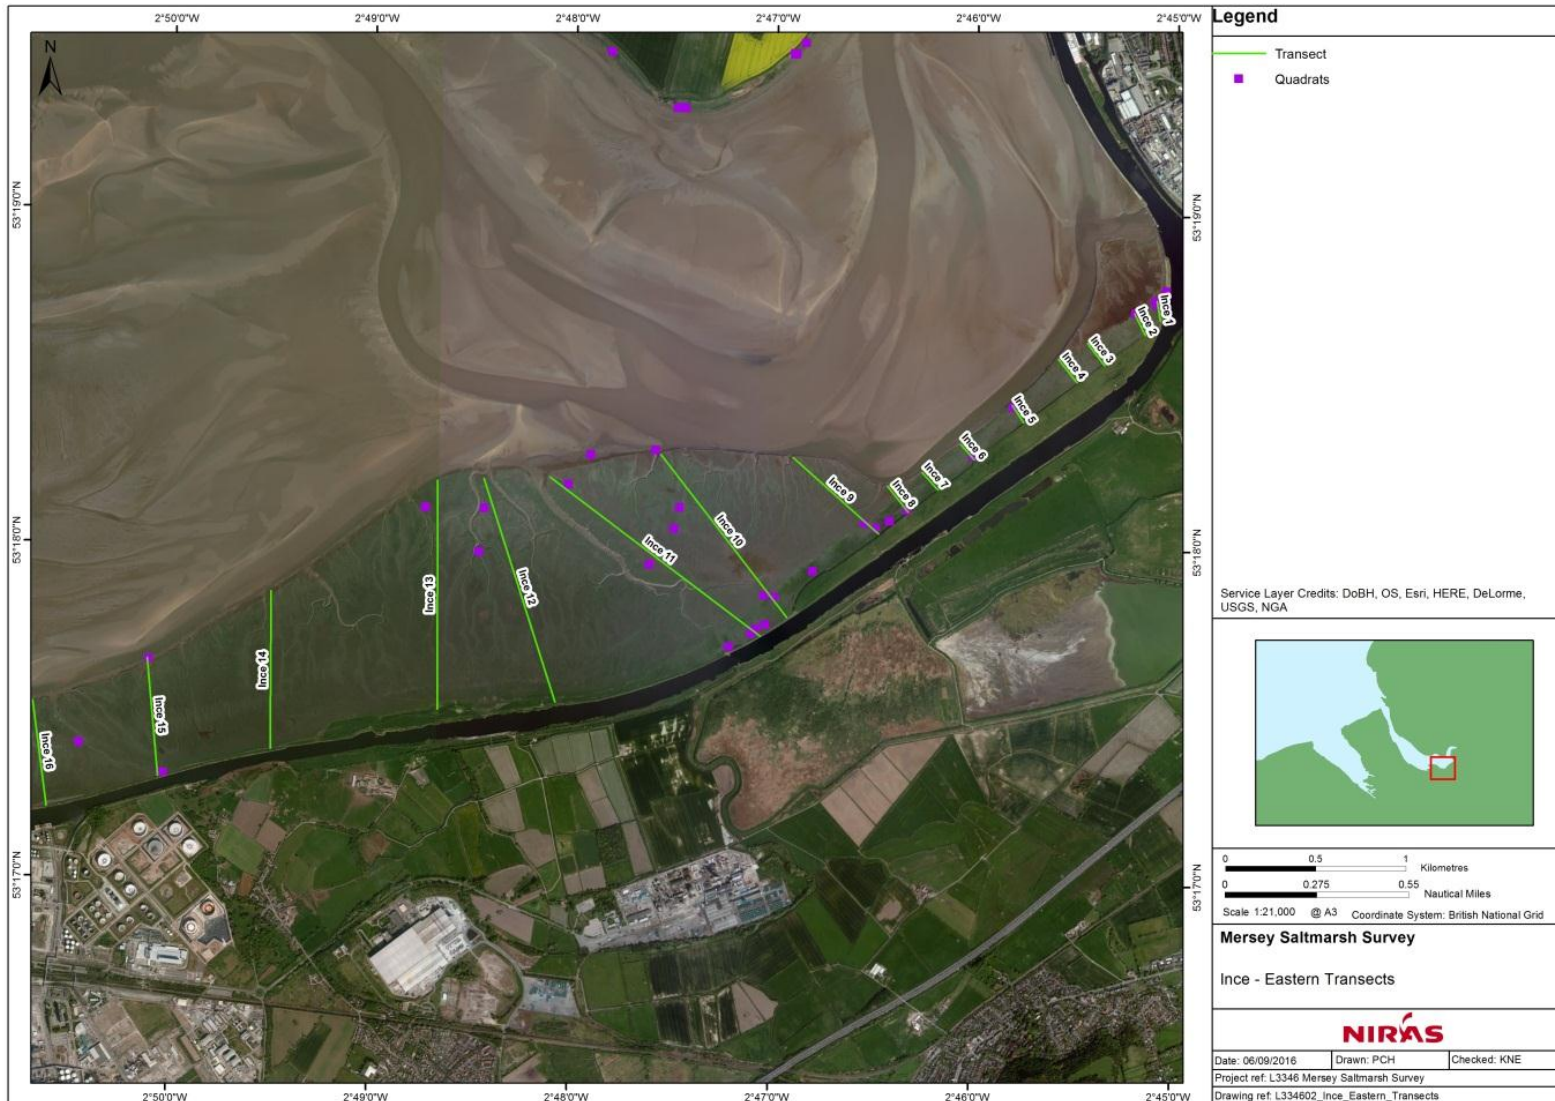 2°50'0"W
2°49'0"W
2°48'0"W
2°47'0"W
2°46'0"W
2°45'0"W
N
53°19'0"N
53°19'0"N
53°18'0"N
53°18'0"N
53°17'0"N
53°17'0"N
Ince 1
Ince 2
Ince 3
Ince 4
Ince 5
Ince 6
Ince 7
Ince 8
Ince 9
Ince 10
Ince 11
Ince 12
Ince 13
Ince 14
Ince 15
Ince 16
2°50'0"W
2°49'0"W
2°48'0"W
2°47'0"W
2°46'0"W
2°45'0"W
Legend
Transect
Quadrats
Service Layer Credits: DoBH, OS, Esri, HERE, DeLorme,
USGS, NGA
0 0.5 1 Kilometres
0 0.275 0.55 Nautical Miles
Scale 1:21,000 @ A3 Coordinate System: British National Grid
Mersey Saltmarsh Survey
Ince - Eastern Transects
NIRAS
Date: 06/09/2016 Drawn: PCH Checked: KNE
Project ref: L3346 Mersey Saltmarsh Survey
Drawing ref: L334602_Ince_Eastern_Transects